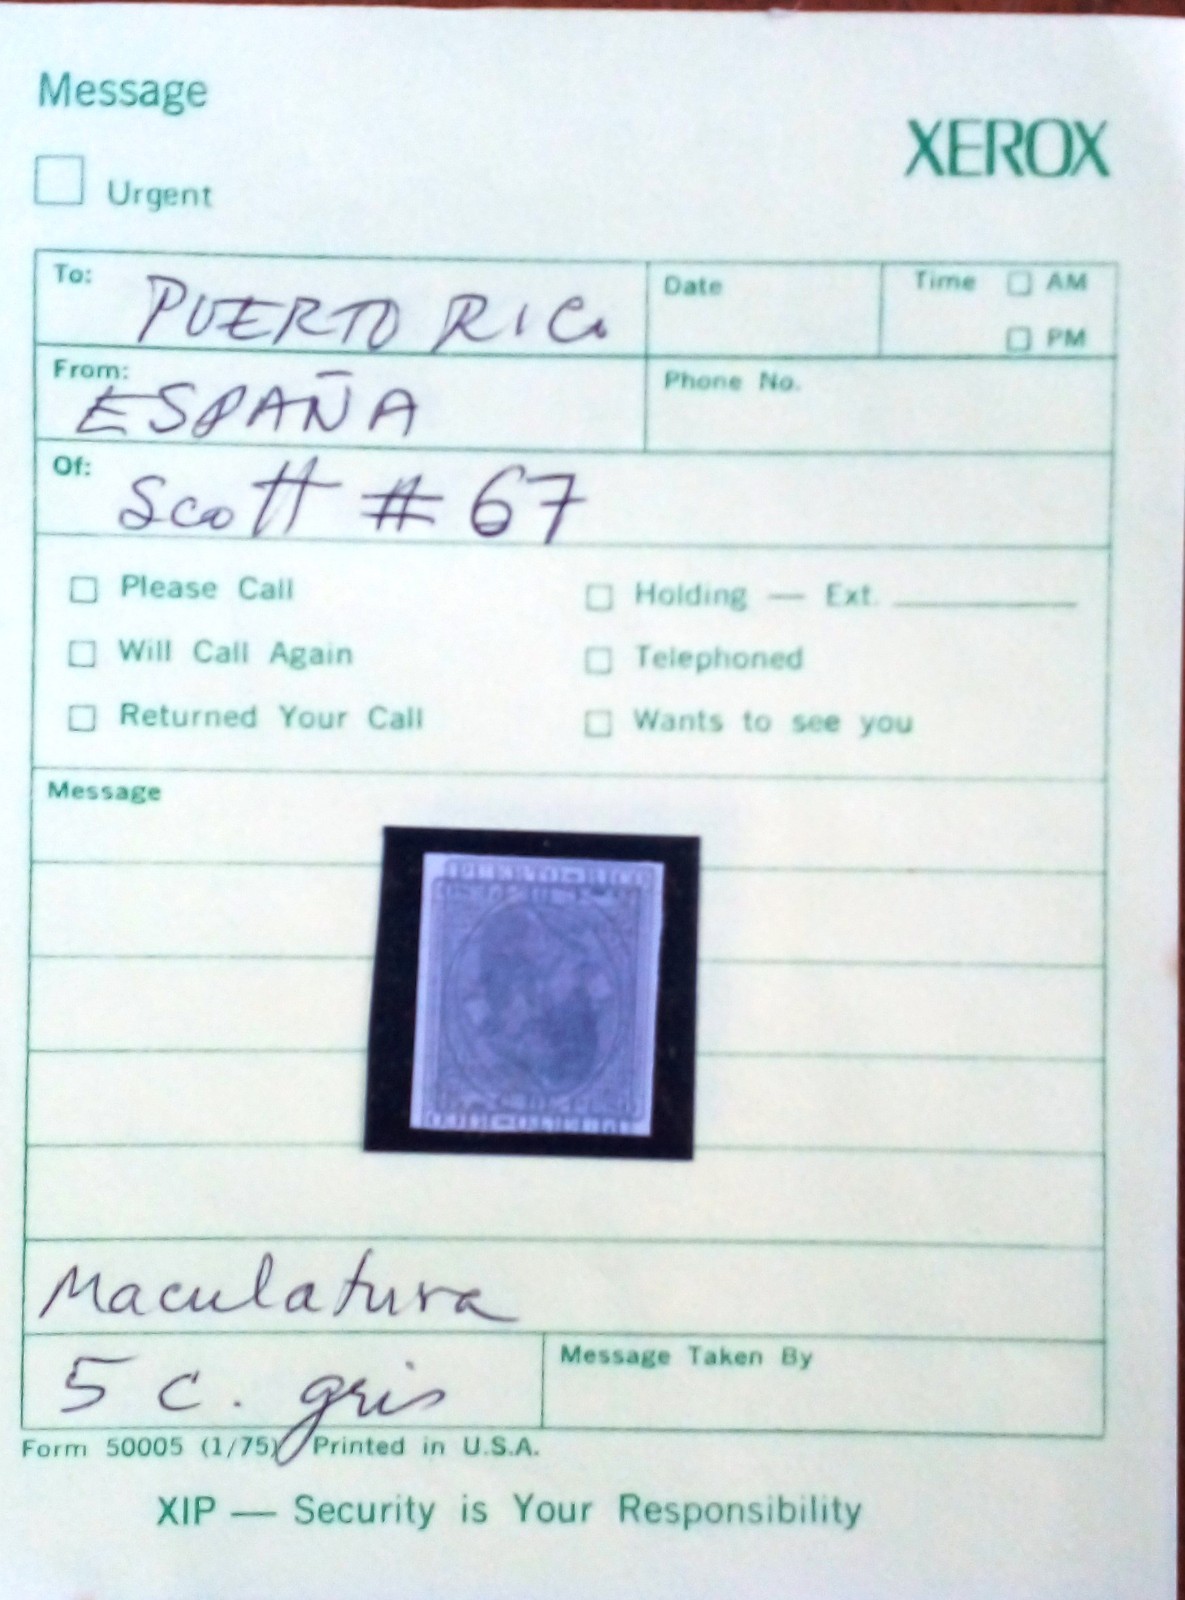 Message
XEROX
Urgent
To: PUERTO RICO
Date
Time AM
PM
From: ESPAÑA
Phone No.
Of: Scott # 67
Please Call
Holding — Ext.
Will Call Again
Telephoned
Returned Your Call
Wants to see you
Message
PUERTO-RICO
Maculatura
5 c. gris
Message Taken By
Form 50005 (1/75) Printed in U.S.A.
XIP — Security is Your Responsibility